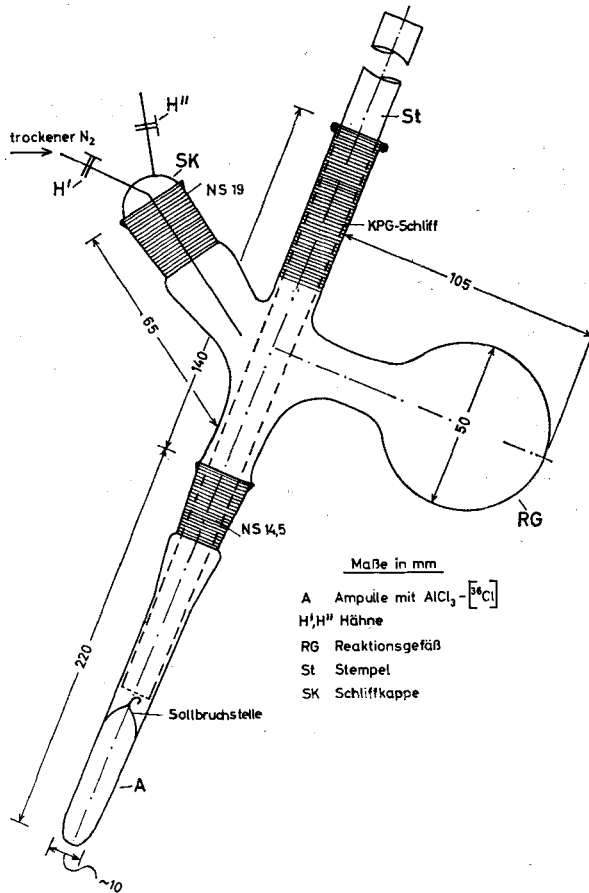 H"
trockener N₂
H'
SK
NS 19
St
KPG-Schliff
105
65
140
50
RG
NS 14,5
220
Sollbruchstelle
A
~10
Maße in mm
A Ampulle mit AlCl₃-[³⁶Cl]
H',H" Hähne
RG Reaktionsgefäß
St Stempel
SK Schliffkappe